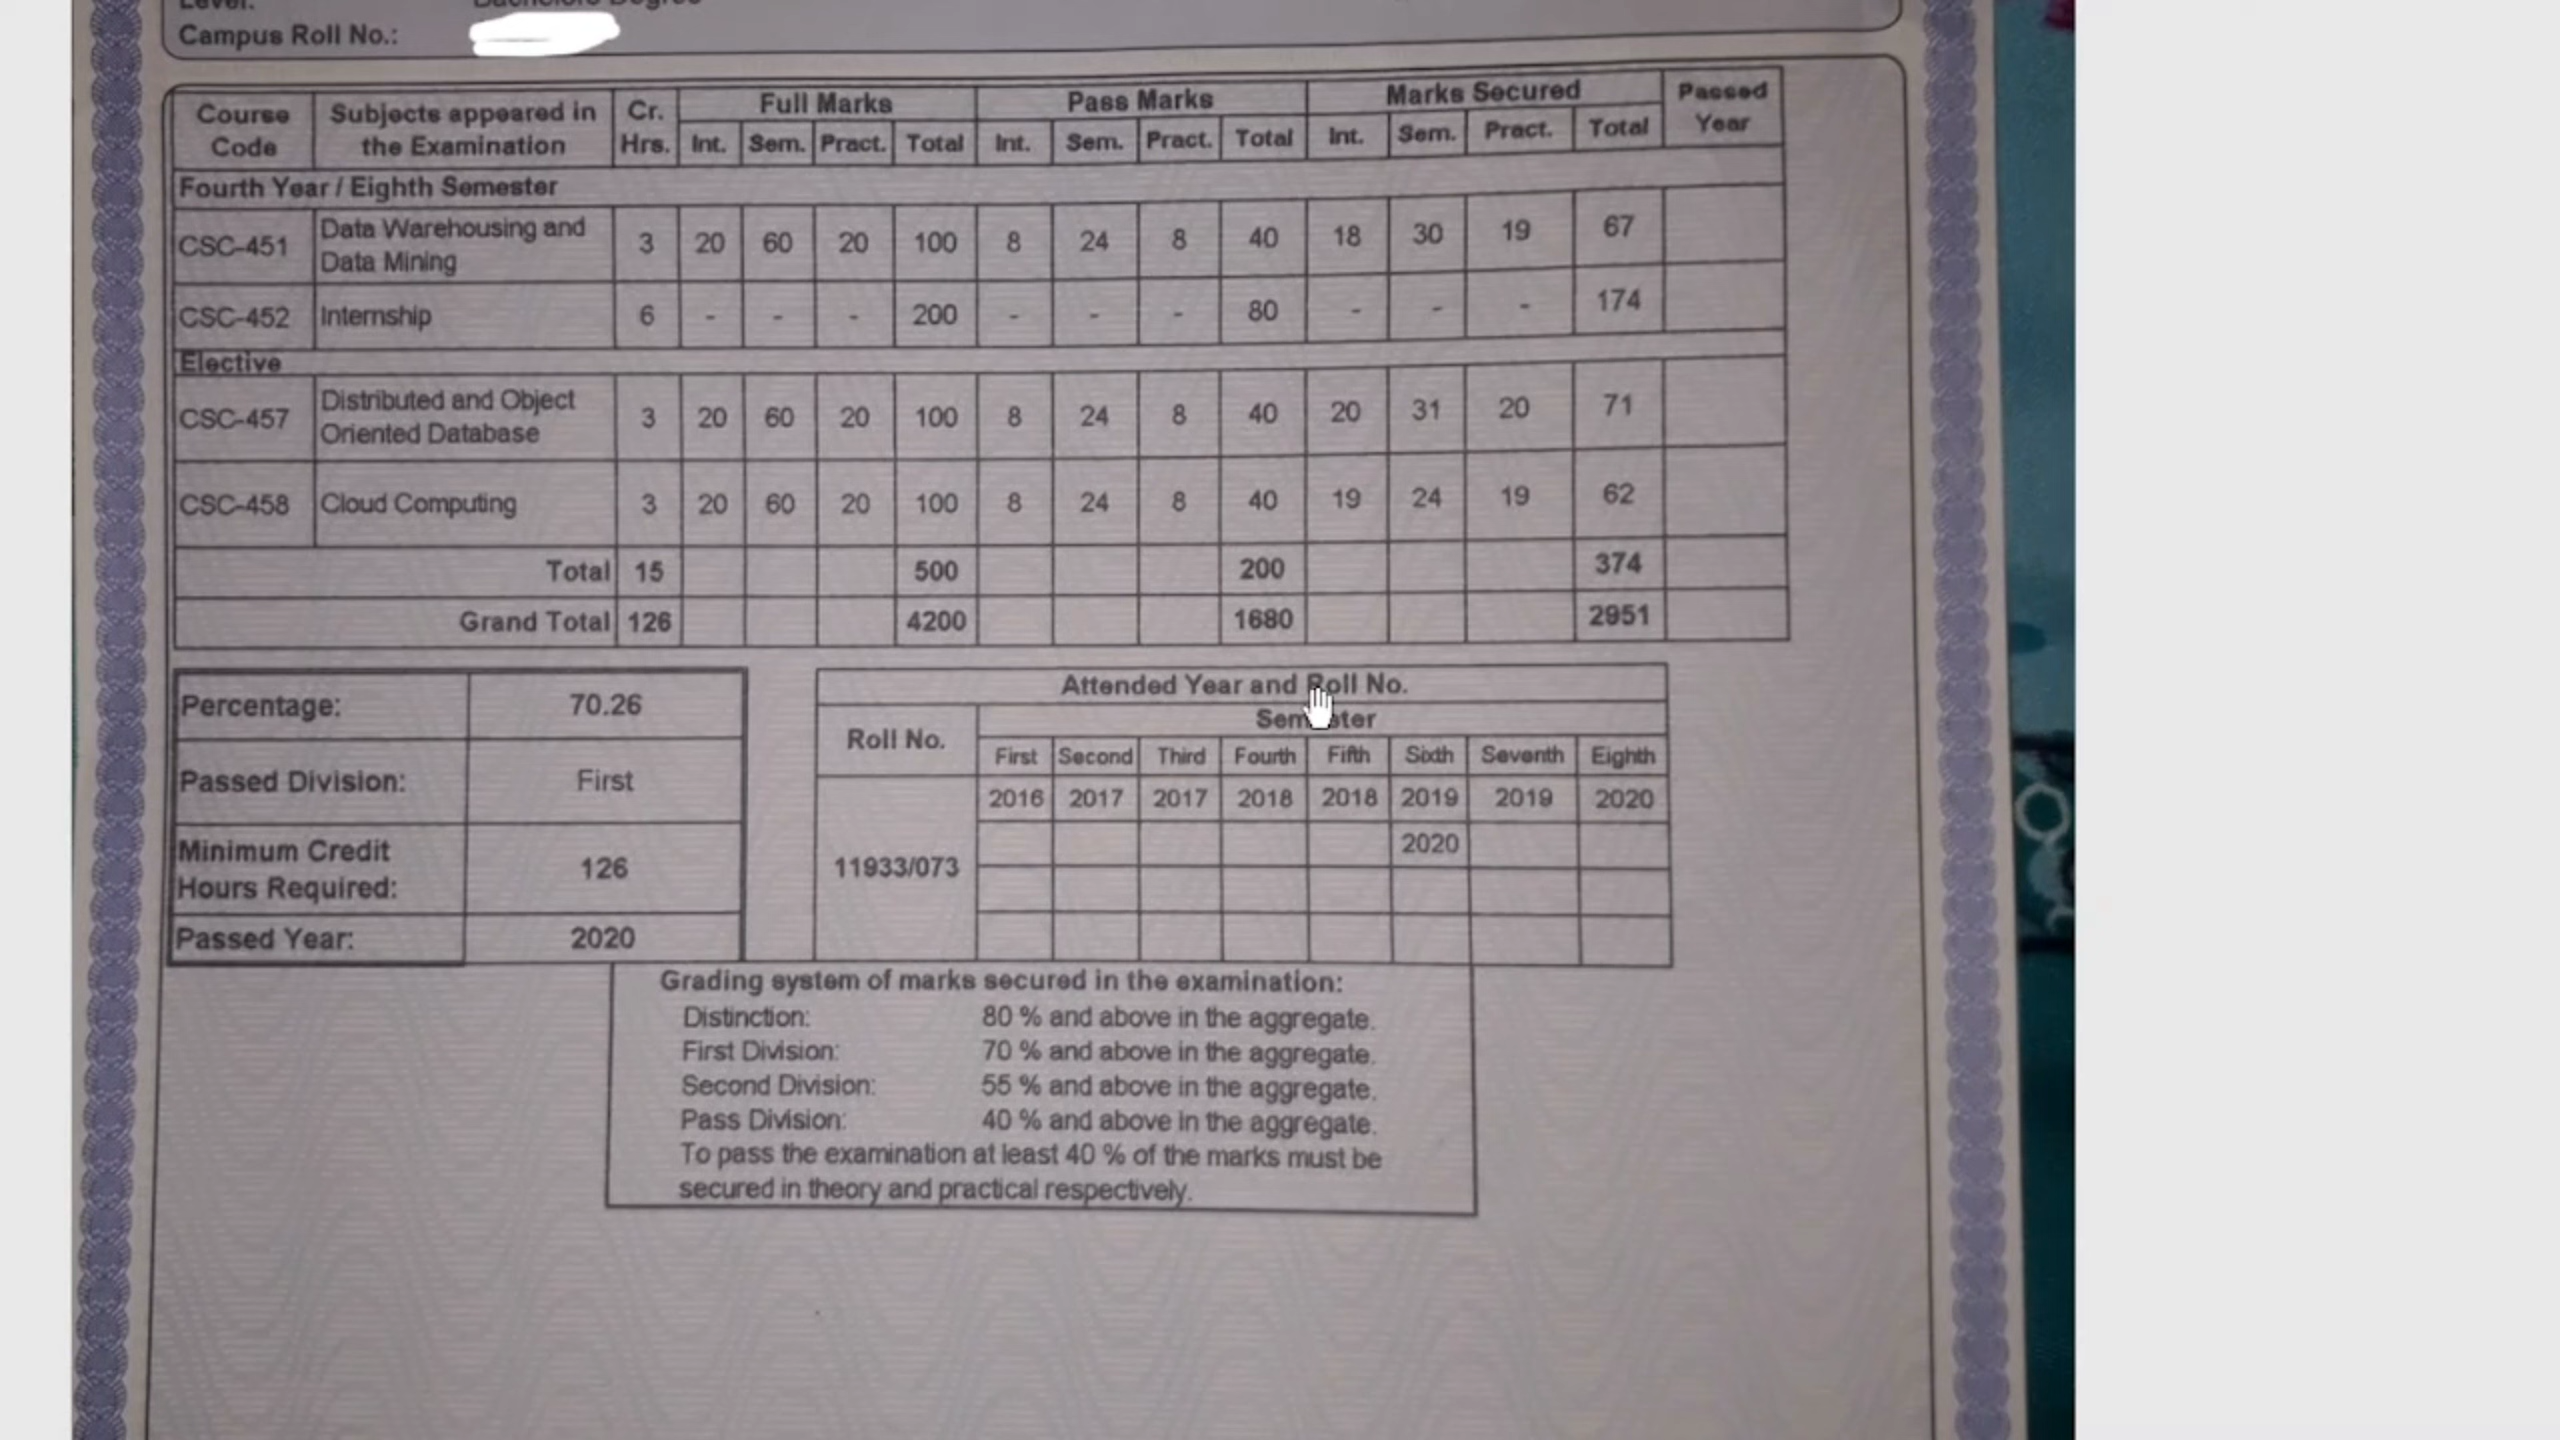 Level: Bachelors Degree
Campus Roll No.:
Course Code | Subjects appeared in the Examination | Cr. Hrs. | Full Marks | Pass Marks | Marks Secured | Passed Year
Int. | Sem. | Pract. | Total | Int. | Sem. | Pract. | Total | Int. | Sem. | Pract. | Total
Fourth Year / Eighth Semester
CSC-451 | Data Warehousing and Data Mining | 3 | 20 | 60 | 20 | 100 | 8 | 24 | 8 | 40 | 18 | 30 | 19 | 67
CSC-452 | Internship | 6 | - | - | - | 200 | - | - | - | 80 | - | - | - | 174
Elective
CSC-457 | Distributed and Object Oriented Database | 3 | 20 | 60 | 20 | 100 | 8 | 24 | 8 | 40 | 20 | 31 | 20 | 71
CSC-458 | Cloud Computing | 3 | 20 | 60 | 20 | 100 | 8 | 24 | 8 | 40 | 19 | 24 | 19 | 62
Total | 15 | 500 | 200 | 374
Grand Total | 126 | 4200 | 1680 | 2951
Percentage: 70.26
Passed Division: First
Minimum Credit Hours Required: 126
Passed Year: 2020
Attended Year and Roll No.
Roll No. | Semester
First | Second | Third | Fourth | Fifth | Sixth | Seventh | Eighth
2016 | 2017 | 2017 | 2018 | 2018 | 2019 | 2019 | 2020
2020
11933/073
Grading system of marks secured in the examination:
Distinction: 80 % and above in the aggregate.
First Division: 70 % and above in the aggregate.
Second Division: 55 % and above in the aggregate.
Pass Division: 40 % and above in the aggregate.
To pass the examination at least 40 % of the marks must be
secured in theory and practical respectively.